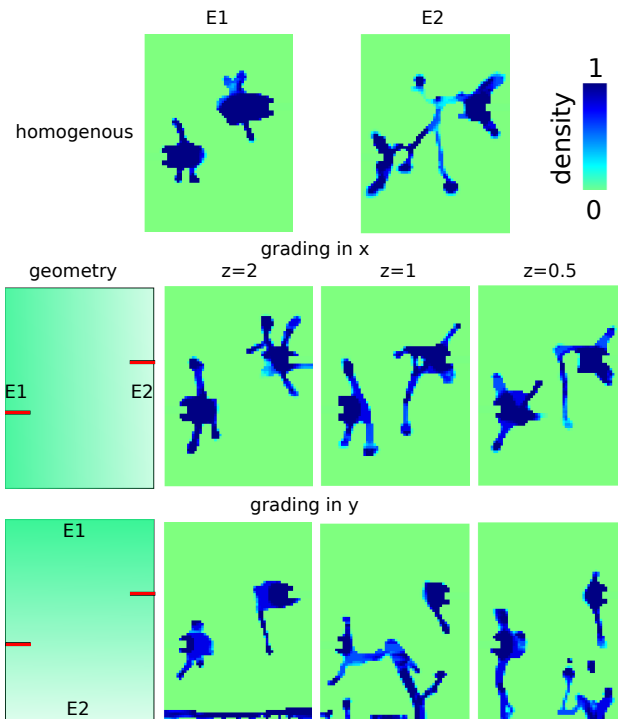 E1 E2
homogenous
density
1
0
grading in x
geometry z=2 z=1 z=0.5
E1 E2
grading in y
E1
E2